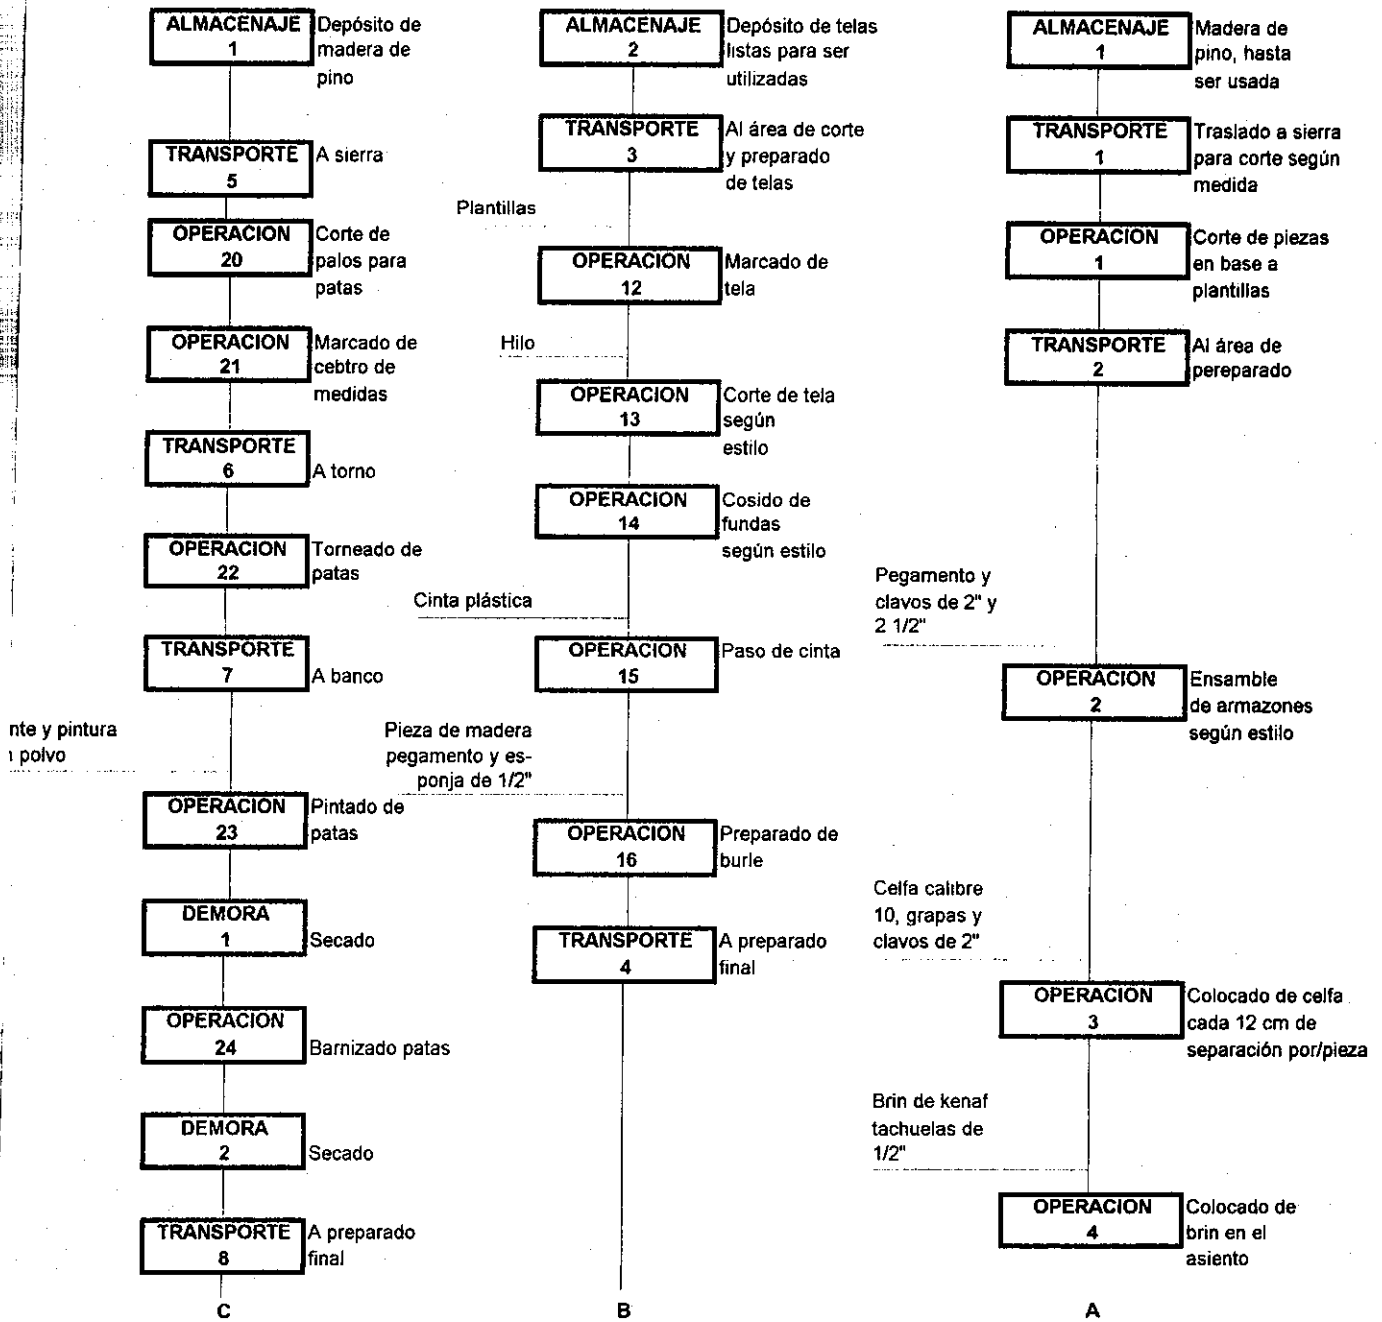 ALMACENAJE
1
Depósito de
madera de
pino
TRANSPORTE
5
A sierra
OPERACION
20
Corte de
palos para
patas
OPERACION
21
Marcado de
cebtro de
medidas
TRANSPORTE
6
A torno
OPERACION
22
Torneado de
patas
TRANSPORTE
7
A banco
nte y pintura
polvo
OPERACION
23
Pintado de
patas
DEMORA
1
Secado
OPERACION
24
Barnizado patas
DEMORA
2
Secado
TRANSPORTE
8
A preparado
final
C
ALMACENAJE
2
Depósito de telas
listas para ser
utilizadas
TRANSPORTE
3
Al área de corte
y preparado
de telas
Plantillas
OPERACION
12
Marcado de
tela
Hilo
OPERACION
13
Corte de tela
según
estilo
OPERACION
14
Cosido de
fundas
según estilo
Cinta plástica
OPERACION
15
Paso de cinta
Pieza de madera
pegamento y es-
ponja de 1/2"
OPERACION
16
Preparado de
burle
TRANSPORTE
4
A preparado
final
B
ALMACENAJE
1
Madera de
pino, hasta
ser usada
TRANSPORTE
1
Traslado a sierra
para corte según
medida
OPERACION
1
Corte de piezas
en base a
plantillas
TRANSPORTE
2
Al área de
pereparado
Pegamento y
clavos de 2" y
2 1/2"
OPERACION
2
Ensamble
de armazones
según estilo
Celfa calibre
10, grapas y
clavos de 2"
OPERACION
3
Colocado de celfa
cada 12 cm de
separación por/pieza
Brin de kenaf
tachuelas de
1/2"
OPERACION
4
Colocado de
brin en el
asiento
A